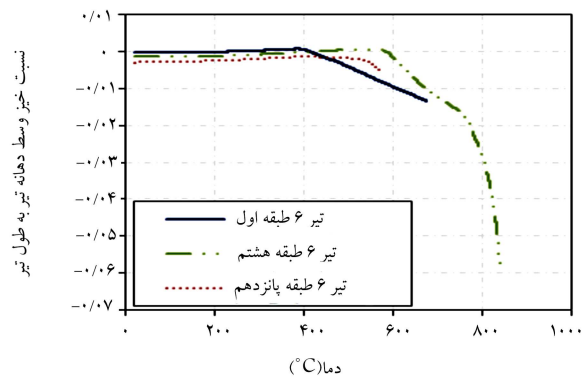 نسبت خیز وسط دهانه تیر به طول تیر
۰/۰۱
۰
-۰/۰۱
-۰/۰۲
-۰/۰۳
-۰/۰۴
-۰/۰۵
-۰/۰۶
-۰/۰۷
تیر ۶ طبقه اول
تیر ۶ طبقه هشتم
تیر ۶ طبقه پانزدهم
۰ ۲۰۰ ۴۰۰ ۶۰۰ ۸۰۰ ۱۰۰۰
دما(°C)